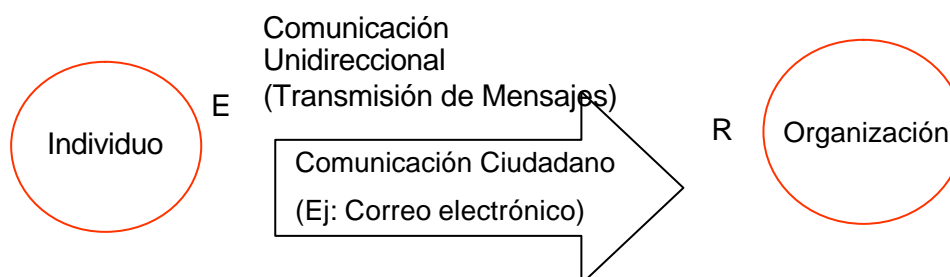 Comunicación
Unidireccional
(Transmisión de Mensajes)
E
Individuo
R
Organización
Comunicación Ciudadano
(Ej: Correo electrónico)